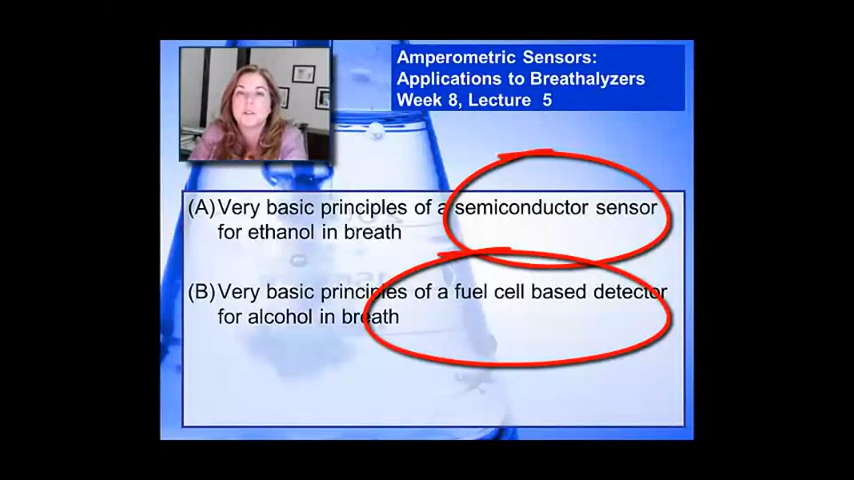 Amperometric Sensors:
Applications to Breathalyzers
Week 8, Lecture 5
(A) Very basic principles of a semiconductor sensor
for ethanol in breath
(B) Very basic principles of a fuel cell based detector
for alcohol in breath